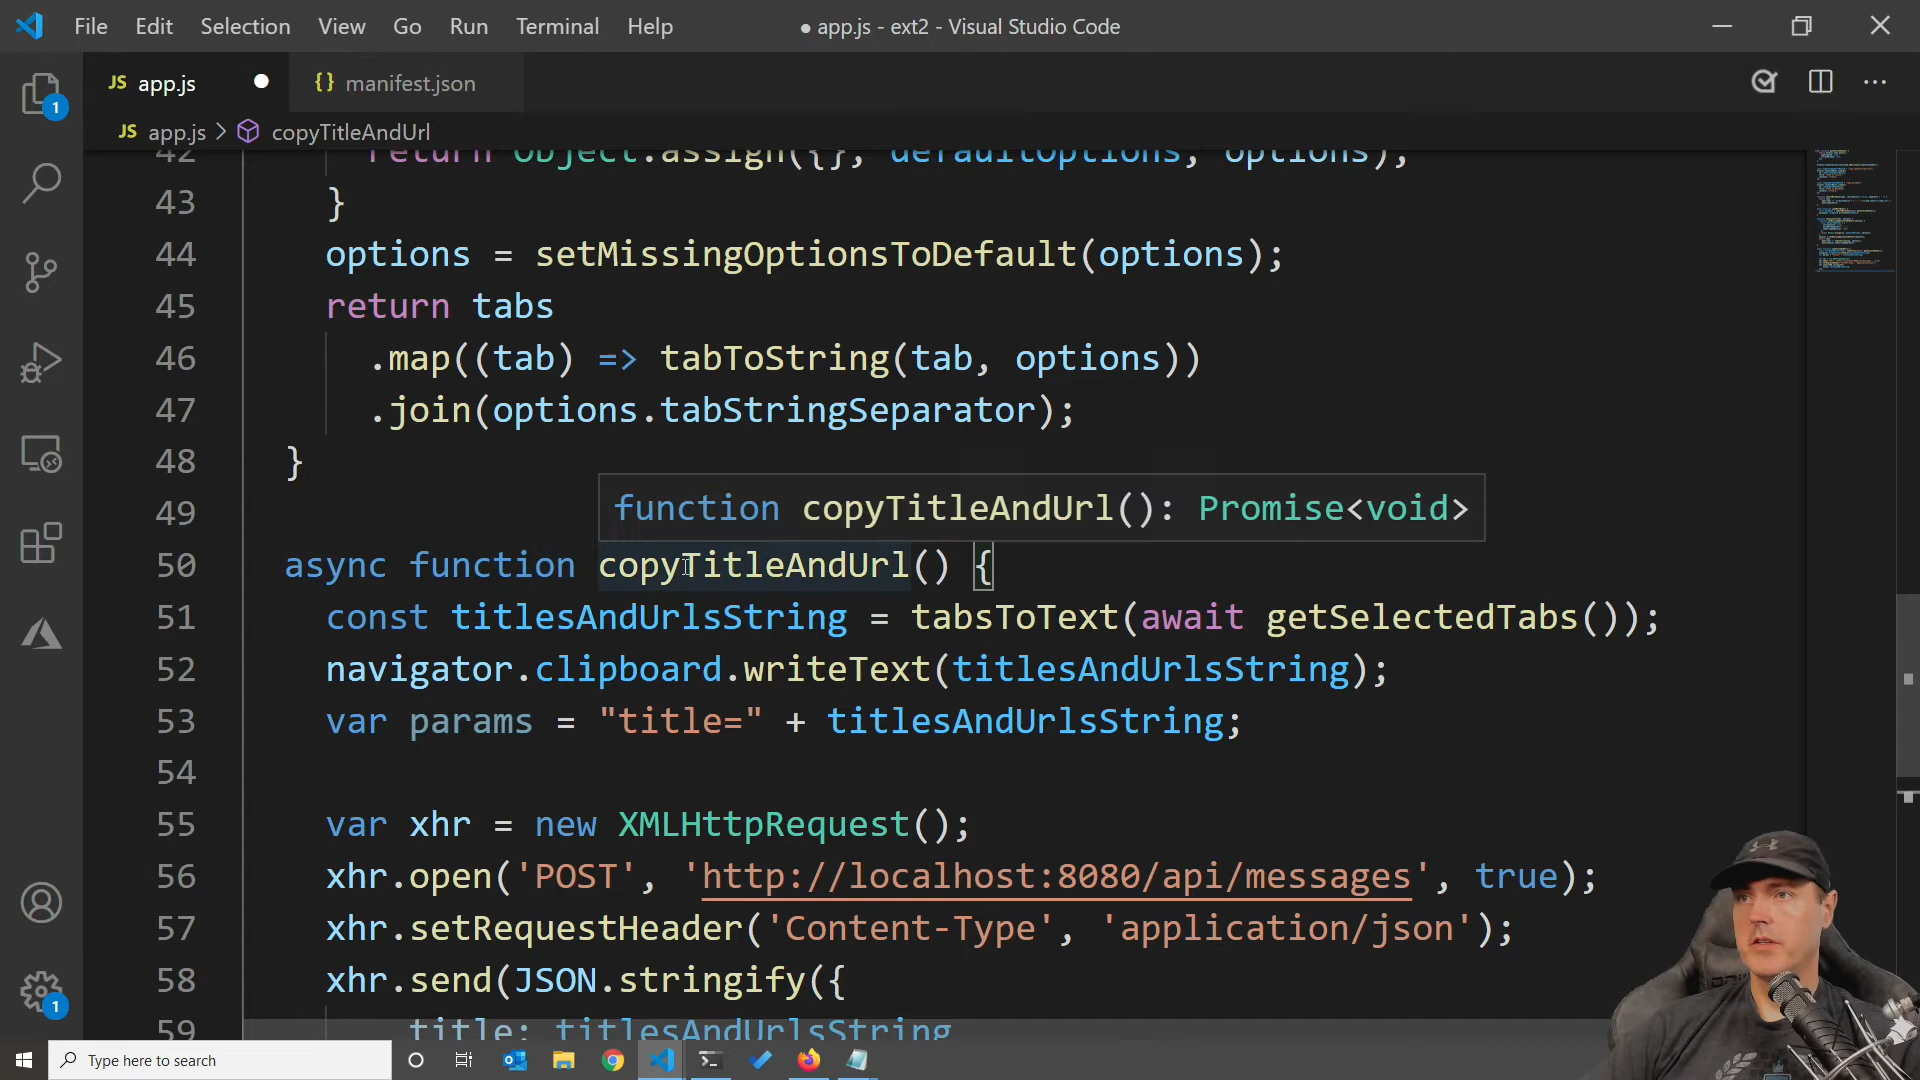 File Edit Selection View Go Run Terminal Help
● app.js - ext2 - Visual Studio Code
JS app.js
{} manifest.json
JS app.js > copyTitleAndUrl
42 return Object.assign({}, defaultOptions, options);
43 }
44 options = setMissingOptionsToDefault(options);
45 return tabs
46 .map((tab) => tabToString(tab, options))
47 .join(options.tabStringSeparator);
48 }
function copyTitleAndUrl(): Promise<void>
49
50 async function copyTitleAndUrl() {
51 const titlesAndUrlsString = tabsToText(await getSelectedTabs());
52 navigator.clipboard.writeText(titlesAndUrlsString);
53 var params = "title=" + titlesAndUrlsString;
54
55 var xhr = new XMLHttpRequest();
56 xhr.open('POST', 'http://localhost:8080/api/messages', true);
57 xhr.setRequestHeader('Content-Type', 'application/json');
58 xhr.send(JSON.stringify({
59 title: titlesAndUrlsString
1
1
Type here to search